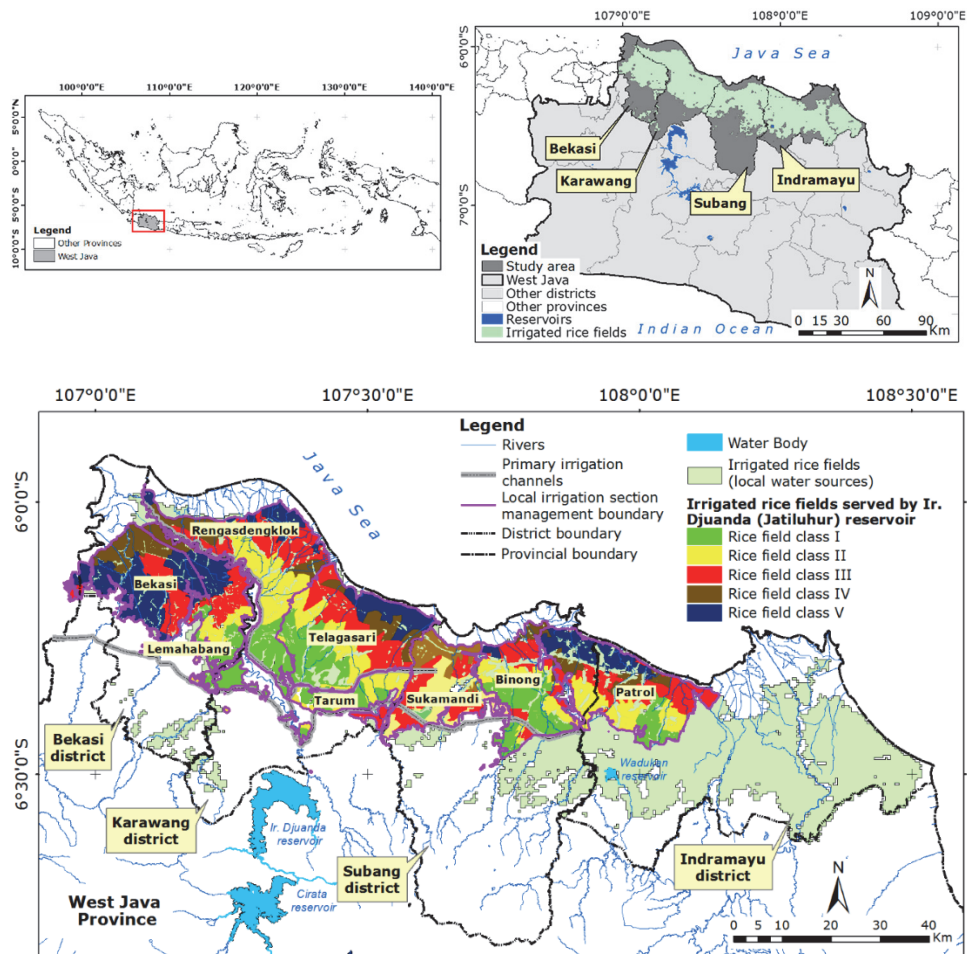 100°0'0"E 110°0'0"E 120°0'0"E 130°0'0"E 140°0'0"E
5°0'0"N
0°0'0"
5°0'0"S
10°0'0"S
Legend
Other Provinces
West Java
107°0'0"E 108°0'0"E 109°0'0"E
6°0'0"S
7°0'0"S
Java Sea
Bekasi
Karawang
Subang
Indramayu
Legend
Study area
West Java
Other districts
Other provinces
Reservoirs
Irrigated rice fields
Indian Ocean
N
0 15 30 60 90
Km
107°0'0"E 107°30'0"E 108°0'0"E 108°30'0"E
6°0'0"S
6°30'0"S
Java Sea
Legend
Rivers
Primary irrigation
channels
Local irrigation section
management boundary
District boundary
Provincial boundary
Water Body
Irrigated rice fields
(local water sources)
Irrigated rice fields served by Ir.
Djuanda (Jatiluhur) reservoir
Rice field class I
Rice field class II
Rice field class III
Rice field class IV
Rice field class V
Rengasdengklok
Bekasi
Lemahabang
Telagasari
Tarum
Sukamandi
Binong
Patrol
Bekasi
district
Karawang
district
Subang
district
Indramayu
district
Ir. Djuanda
reservoir
Cirata
reservoir
reservoir
West Java
Province
N
0 5 10 20 30 40
Km